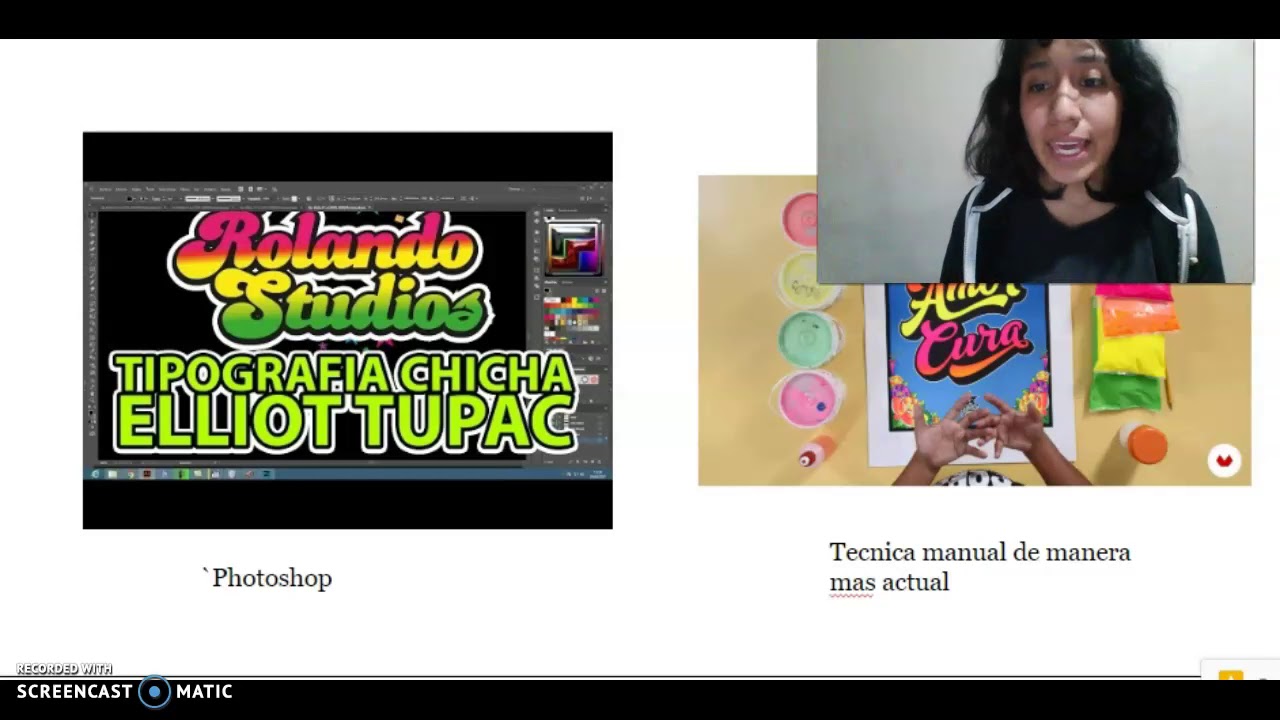 Rolando
Studios
TIPOGRAFIA CHICHA
ELLIOT TUPAC
Amor
Cura
`Photoshop
Tecnica manual de manera
mas actual
RECORDED WITH
SCREENCAST MATIC